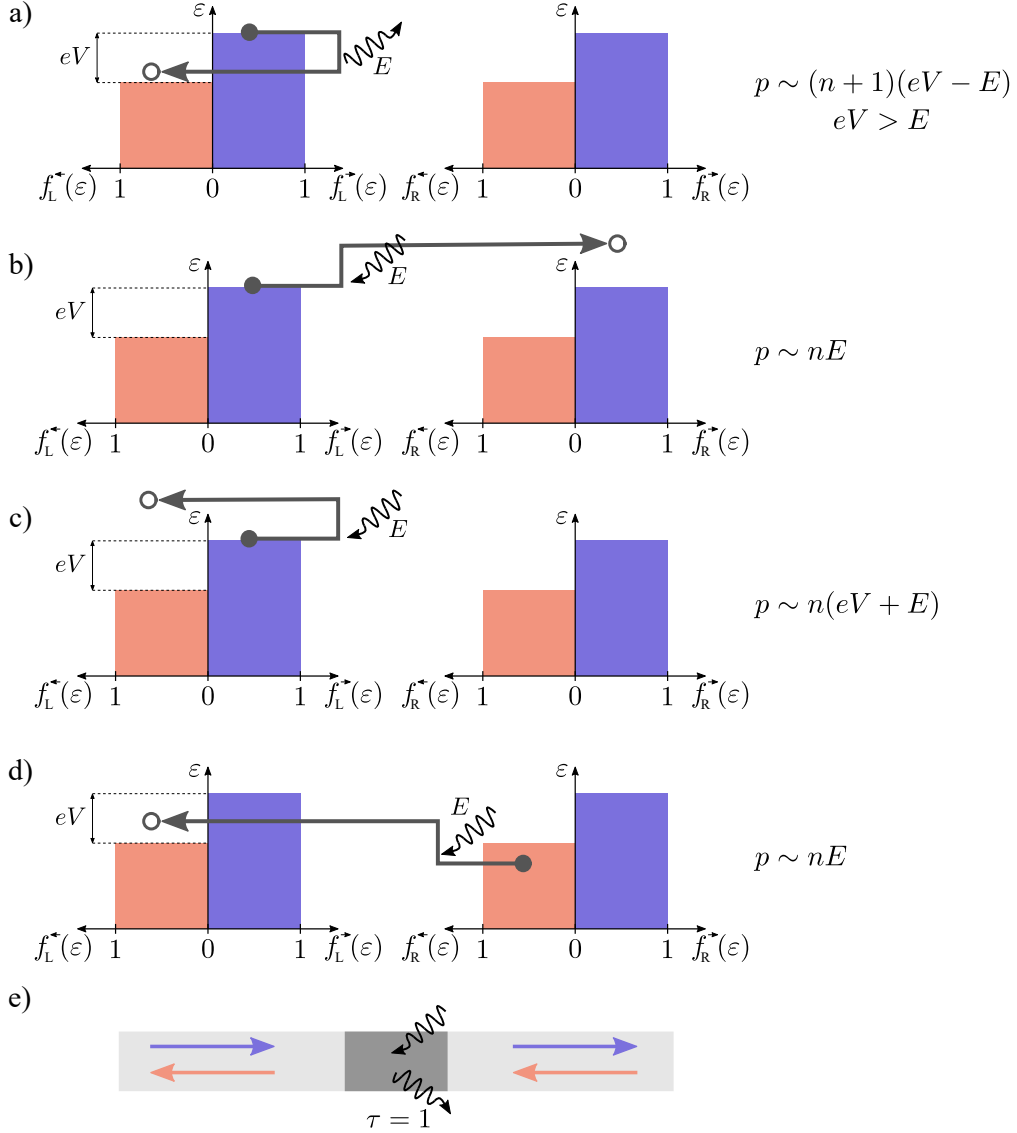 a)
ε
ε
eV
E
p ∼ (n + 1)(eV − E)
eV > E
f_L^←(ε) 1 0 1 f_L^→(ε) f_R^←(ε) 1 0 1 f_R^→(ε)
b)
ε
ε
E
eV
p ∼ nE
f_L^←(ε) 1 0 1 f_L^→(ε) f_R^←(ε) 1 0 1 f_R^→(ε)
c)
ε
ε
E
eV
p ∼ n(eV + E)
f_L^←(ε) 1 0 1 f_L^→(ε) f_R^←(ε) 1 0 1 f_R^→(ε)
d)
ε
ε
eV
E
p ∼ nE
f_L^←(ε) 1 0 1 f_L^→(ε) f_R^←(ε) 1 0 1 f_R^→(ε)
e)
τ = 1